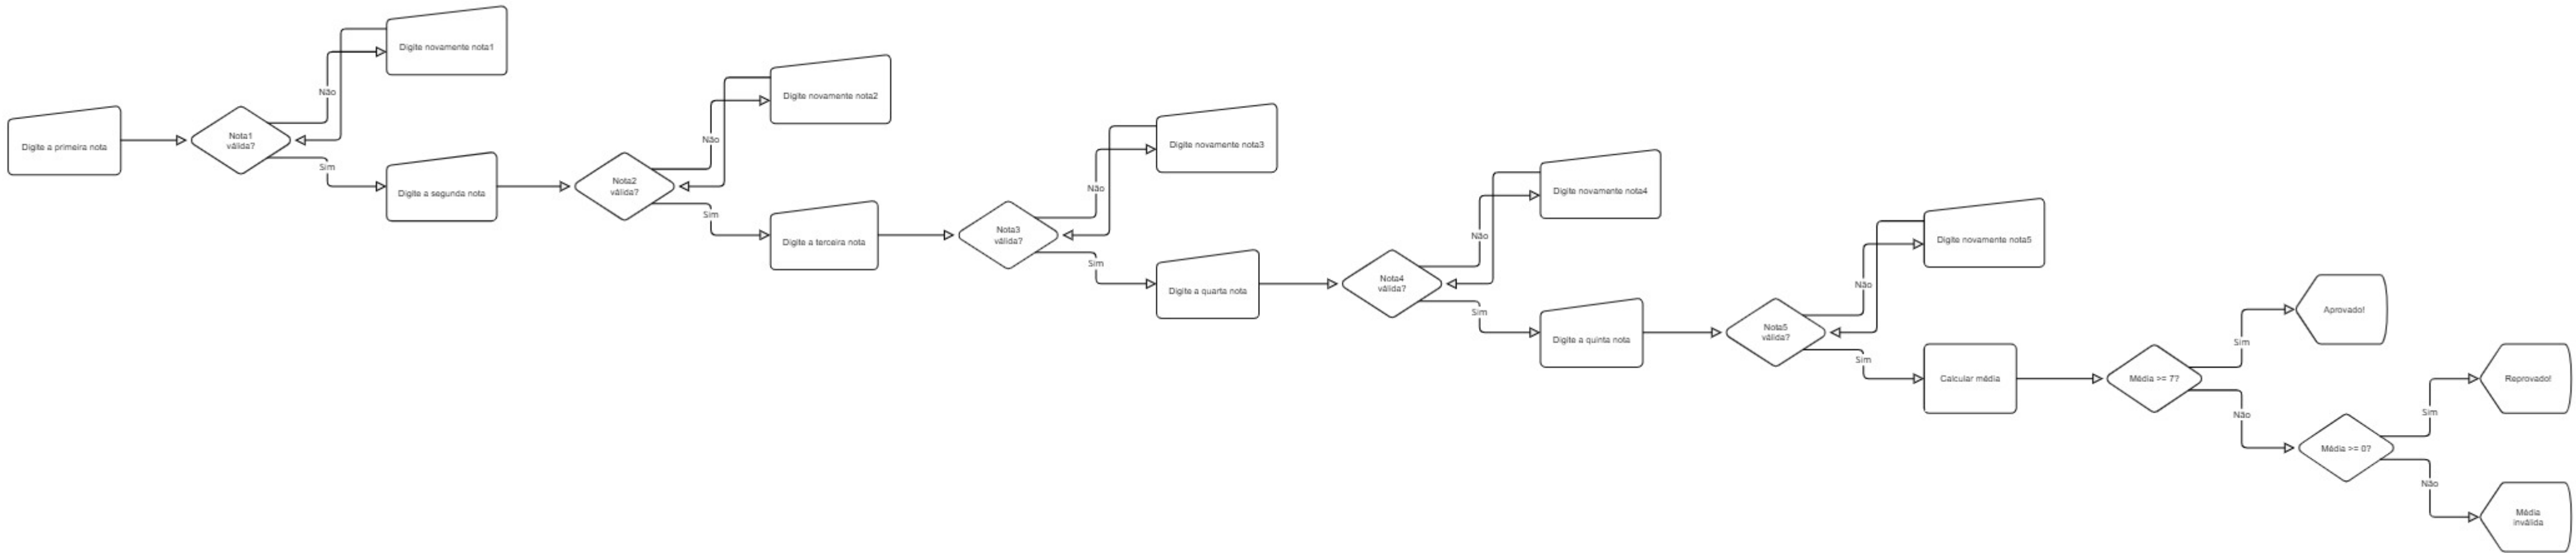 Digite a primeira nota
Nota1
válida?
Não
Digite novamente nota1
Sim
Digite a segunda nota
Nota2
válida?
Não
Digite novamente nota2
Sim
Digite a terceira nota
Nota3
válida?
Não
Digite novamente nota3
Sim
Digite a quarta nota
Nota4
válida?
Não
Digite novamente nota4
Sim
Digite a quinta nota
Nota5
válida?
Não
Digite novamente nota5
Sim
Calcular média
Média >= 7?
Sim
Aprovado!
Não
Média >= 0?
Sim
Reprovado!
Não
Média
inválida